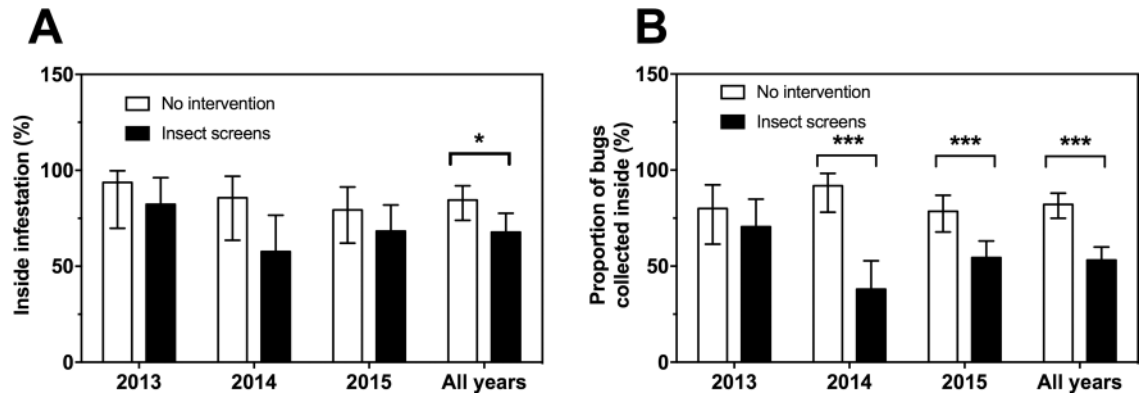 A
Inside infestation (%)
150
100
50
0
No intervention
Insect screens
*
2013 2014 2015 All years
B
Proportion of bugs
collected inside (%)
150
100
50
0
No intervention
Insect screens
*** *** ***
2013 2014 2015 All years